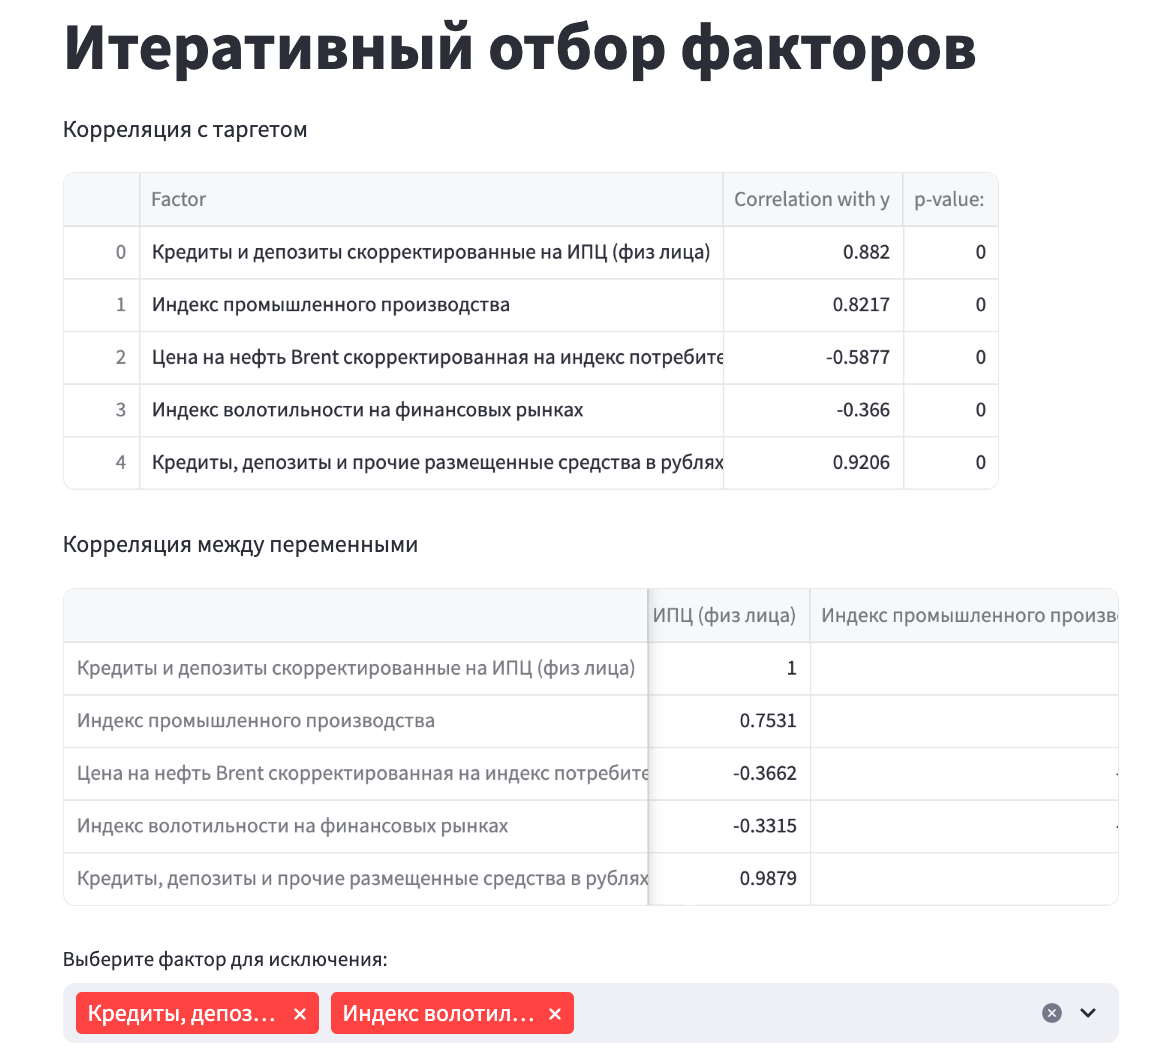 Итеративный отбор факторов
Корреляция с таргетом
Factor Correlation with y p-value:
0 Кредиты и депозиты скорректированные на ИПЦ (физ лица) 0.882 0
1 Индекс промышленного производства 0.8217 0
2 Цена на нефть Brent скорректированная на индекс потребите -0.5877 0
3 Индекс волотильности на финансовых рынках -0.366 0
4 Кредиты, депозиты и прочие размещенные средства в рублях 0.9206 0
Корреляция между переменными
ИПЦ (физ лица) Индекс промышленного произв
Кредиты и депозиты скорректированные на ИПЦ (физ лица) 1
Индекс промышленного производства 0.7531
Цена на нефть Brent скорректированная на индекс потребите -0.3662
Индекс волотильности на финансовых рынках -0.3315
Кредиты, депозиты и прочие размещенные средства в рублях 0.9879
Выберите фактор для исключения:
Кредиты, депоз... × Индекс волотил... ×